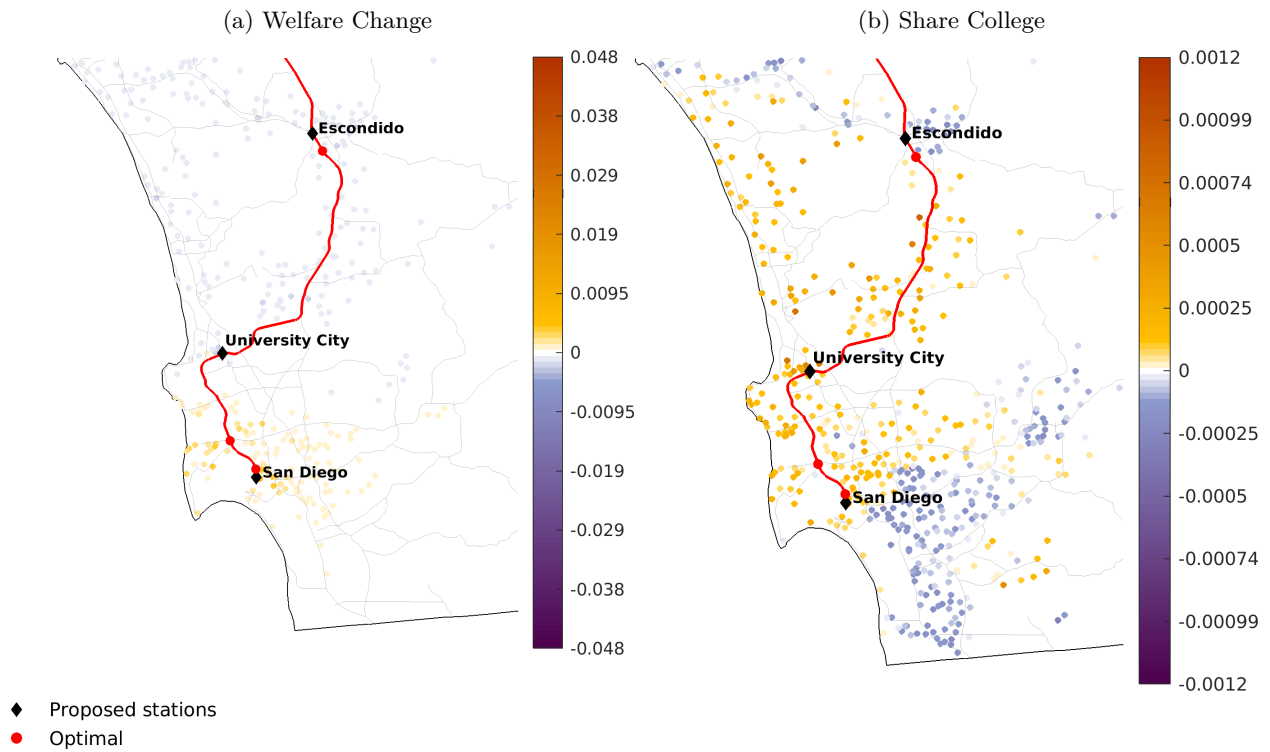 (a) Welfare Change
(b) Share College
Escondido
University City
San Diego
0.048
0.038
0.029
0.019
0.0095
0
-0.0095
-0.019
-0.029
-0.038
-0.048
Escondido
University City
San Diego
0.0012
0.00099
0.00074
0.0005
0.00025
0
-0.00025
-0.0005
-0.00074
-0.00099
-0.0012
Proposed stations
Optimal